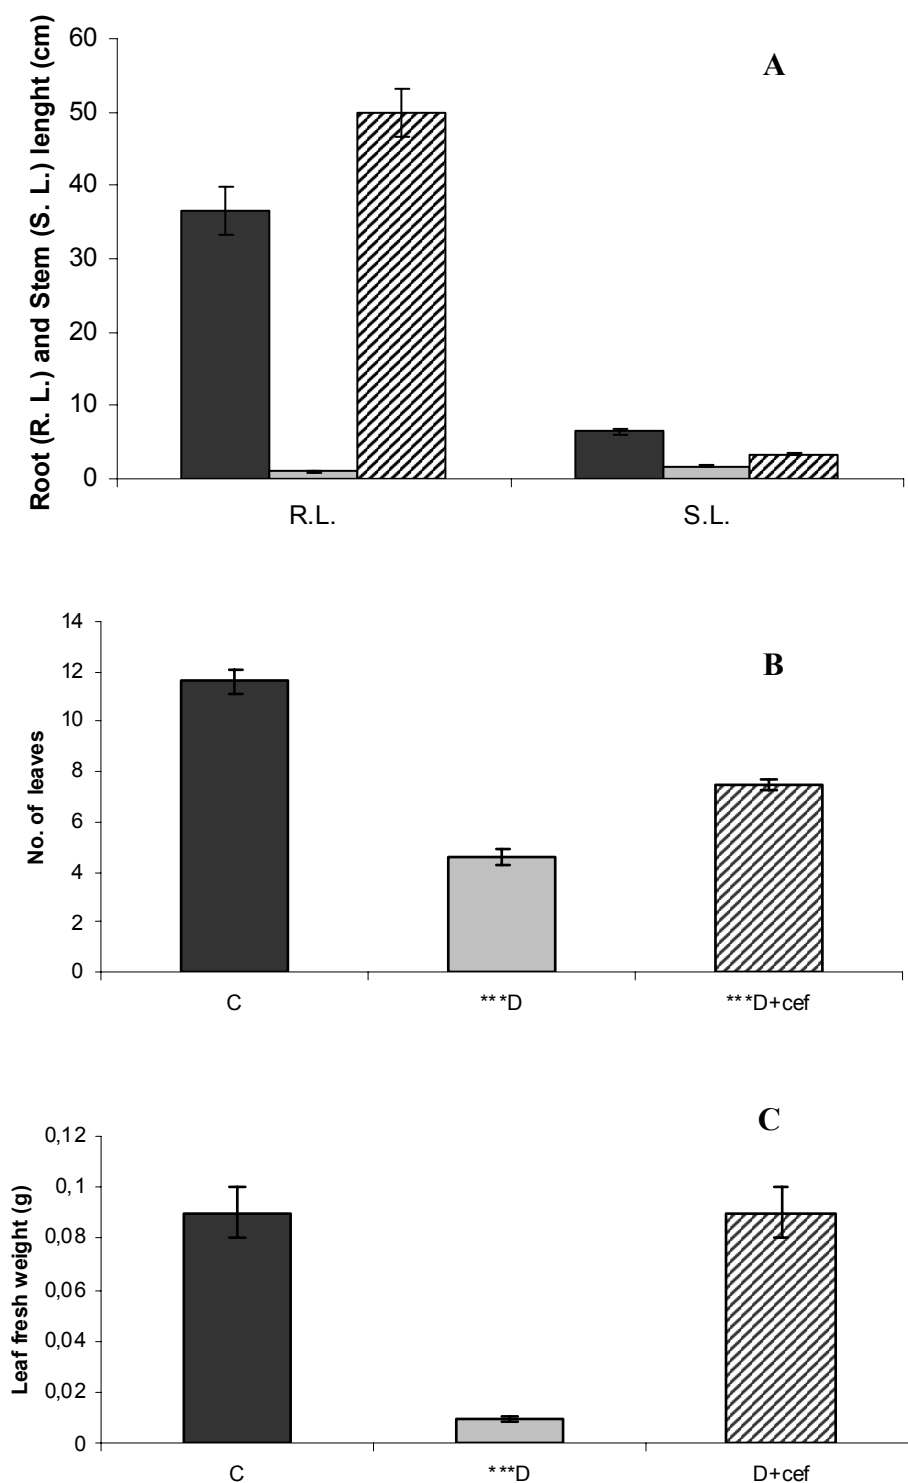 Root (R. L.) and Stem (S. L.) lenght (cm)
A
60
50
40
30
20
10
0
R.L.
S.L.
No. of leaves
B
14
12
10
8
6
4
2
0
C
***D
***D+cef
Leaf fresh weight (g)
C
0,12
0,1
0,08
0,06
0,04
0,02
0
C
***D
D+cef